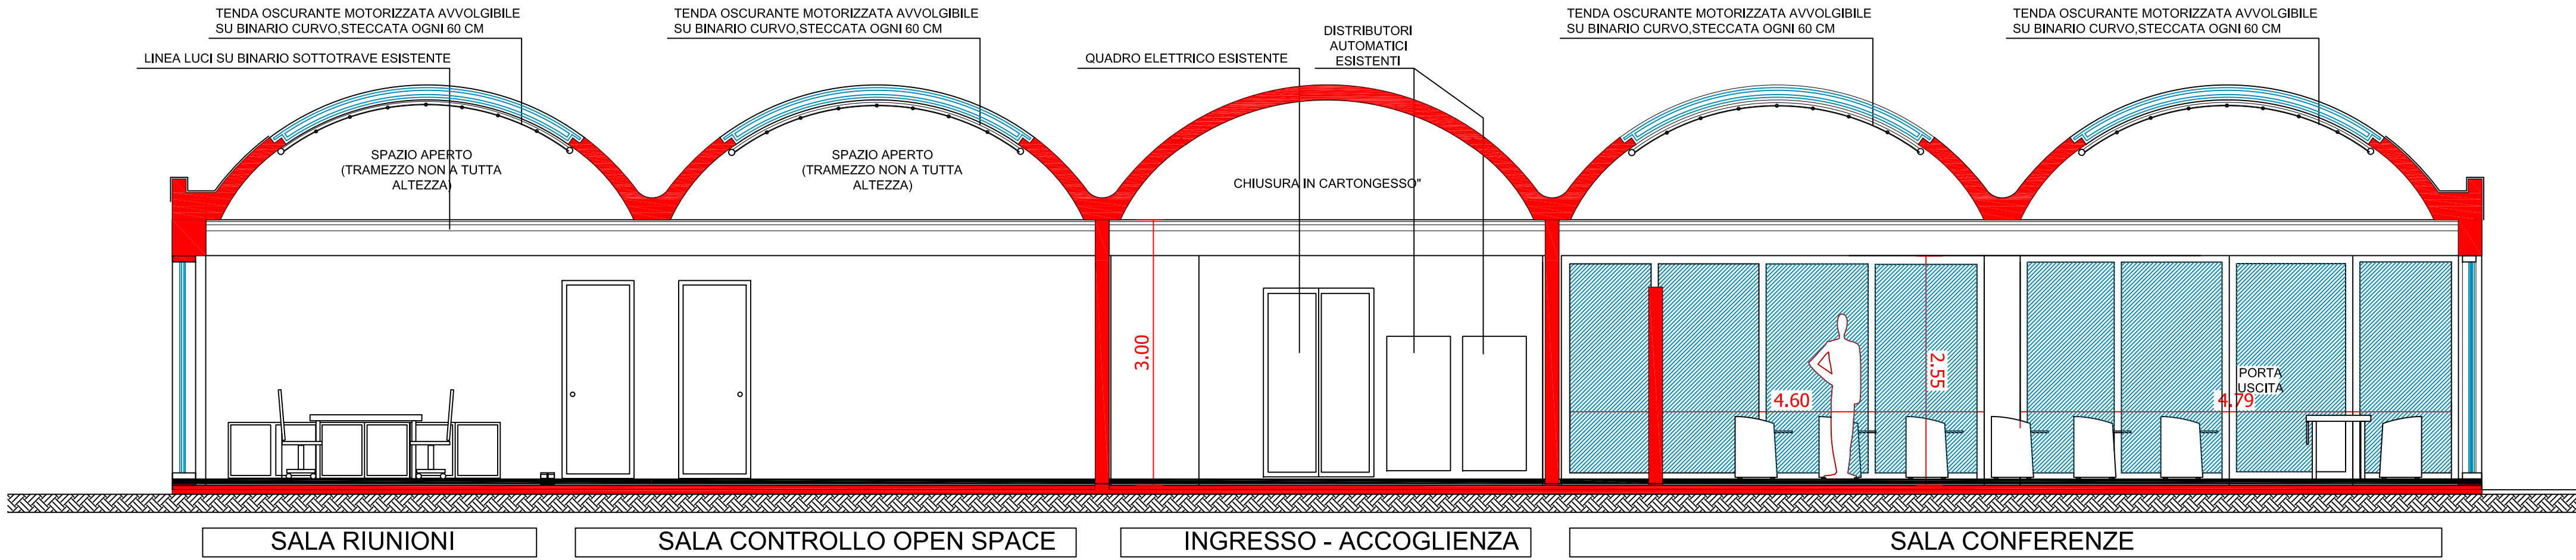 TENDA OSCURANTE MOTORIZZATA AVVOLGIBILE
SU BINARIO CURVO,STECCATA OGNI 60 CM
LINEA LUCI SU BINARIO SOTTOTRAVE ESISTENTE
TENDA OSCURANTE MOTORIZZATA AVVOLGIBILE
SU BINARIO CURVO,STECCATA OGNI 60 CM
QUADRO ELETTRICO ESISTENTE
DISTRIBUTORI
AUTOMATICI
ESISTENTI
TENDA OSCURANTE MOTORIZZATA AVVOLGIBILE
SU BINARIO CURVO,STECCATA OGNI 60 CM
TENDA OSCURANTE MOTORIZZATA AVVOLGIBILE
SU BINARIO CURVO,STECCATA OGNI 60 CM
SPAZIO APERTO
(TRAMEZZO NON A TUTTA
ALTEZZA)
SPAZIO APERTO
(TRAMEZZO NON A TUTTA
ALTEZZA)
CHIUSURA IN CARTONGESSO"
3.00
2.55
4.60
PORTA
USCITA
4.79
SALA RIUNIONI
SALA CONTROLLO OPEN SPACE
INGRESSO - ACCOGLIENZA
SALA CONFERENZE